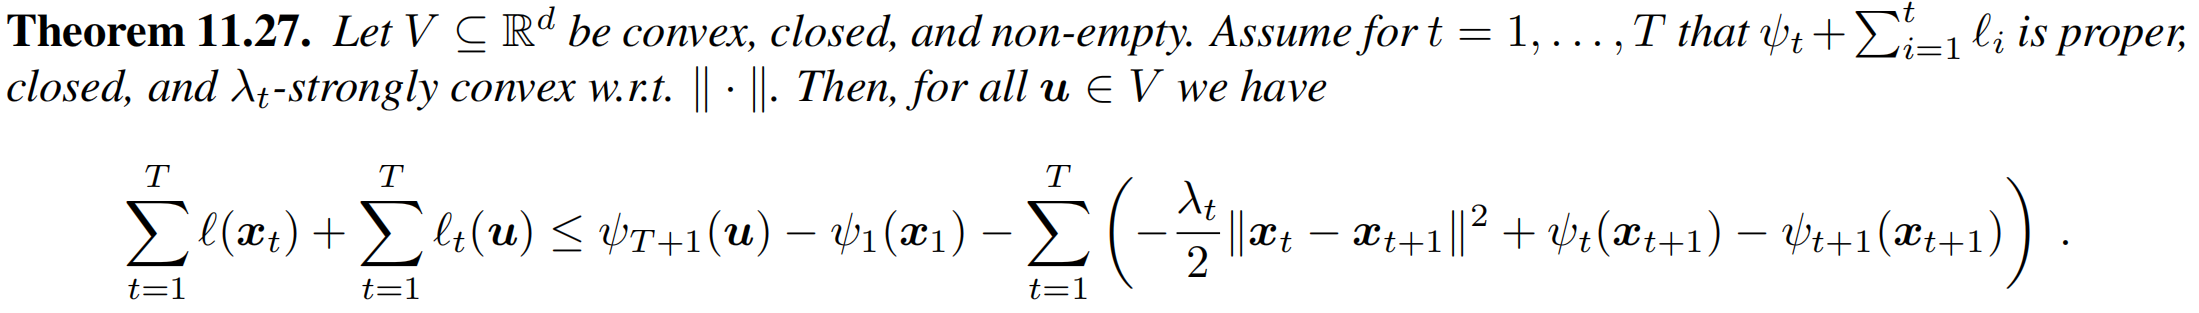 Theorem 11.27. Let V ⊆ ℝ^d be convex, closed, and non-empty. Assume for t = 1, . . . , T that ψ_t + ∑_{i=1}^t ℓ_i is proper,
closed, and λ_t-strongly convex w.r.t. ‖ · ‖. Then, for all u ∈ V we have
∑_{t=1}^T ℓ(x_t) + ∑_{t=1}^T ℓ_t(u) ≤ ψ_{T+1}(u) − ψ_1(x_1) − ∑_{t=1}^T ( −λ_t/2 ‖x_t − x_{t+1}‖^2 + ψ_t(x_{t+1}) − ψ_{t+1}(x_{t+1}) ) .